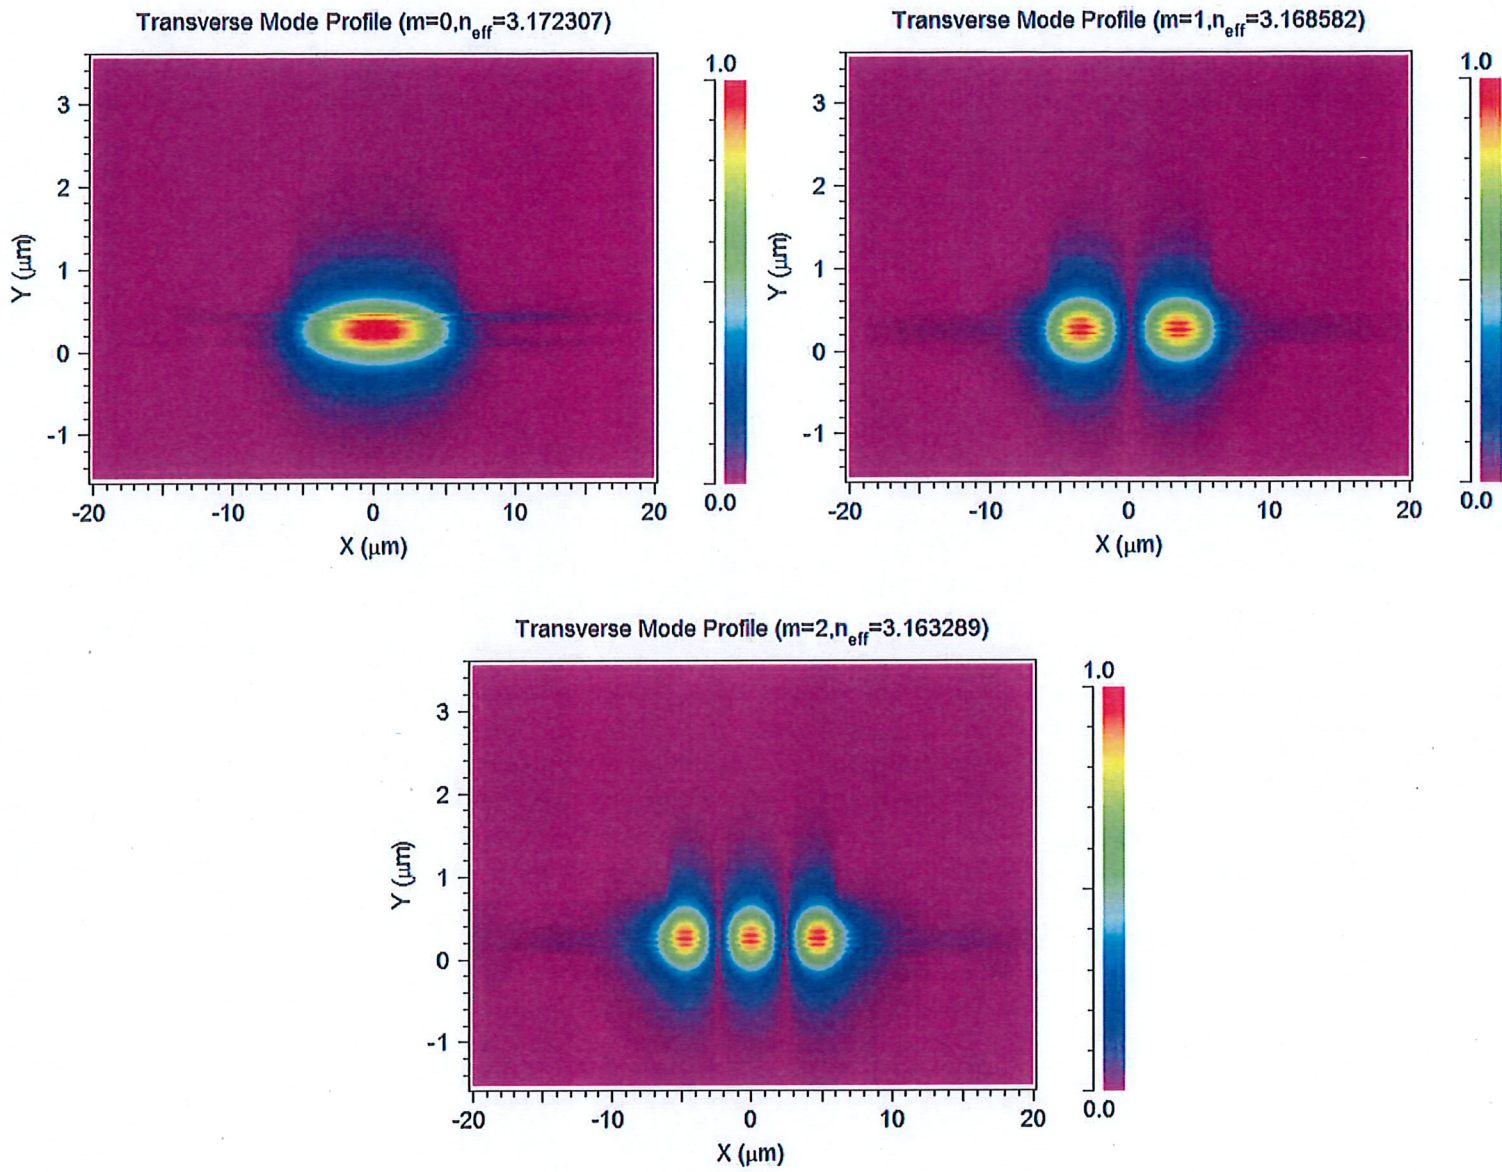 Transverse Mode Profile (m=0,neff=3.172307)
1.0
3
2
1
0
-1
Y (μm)
0.0
-20 -10 0 10 20
X (μm)
Transverse Mode Profile (m=1,neff=3.168582)
1.0
3
2
1
0
-1
Y (μm)
0.0
-20 -10 0 10 20
X (μm)
Transverse Mode Profile (m=2,neff=3.163289)
1.0
3
2
1
0
-1
Y (μm)
0.0
-20 -10 0 10 20
X (μm)